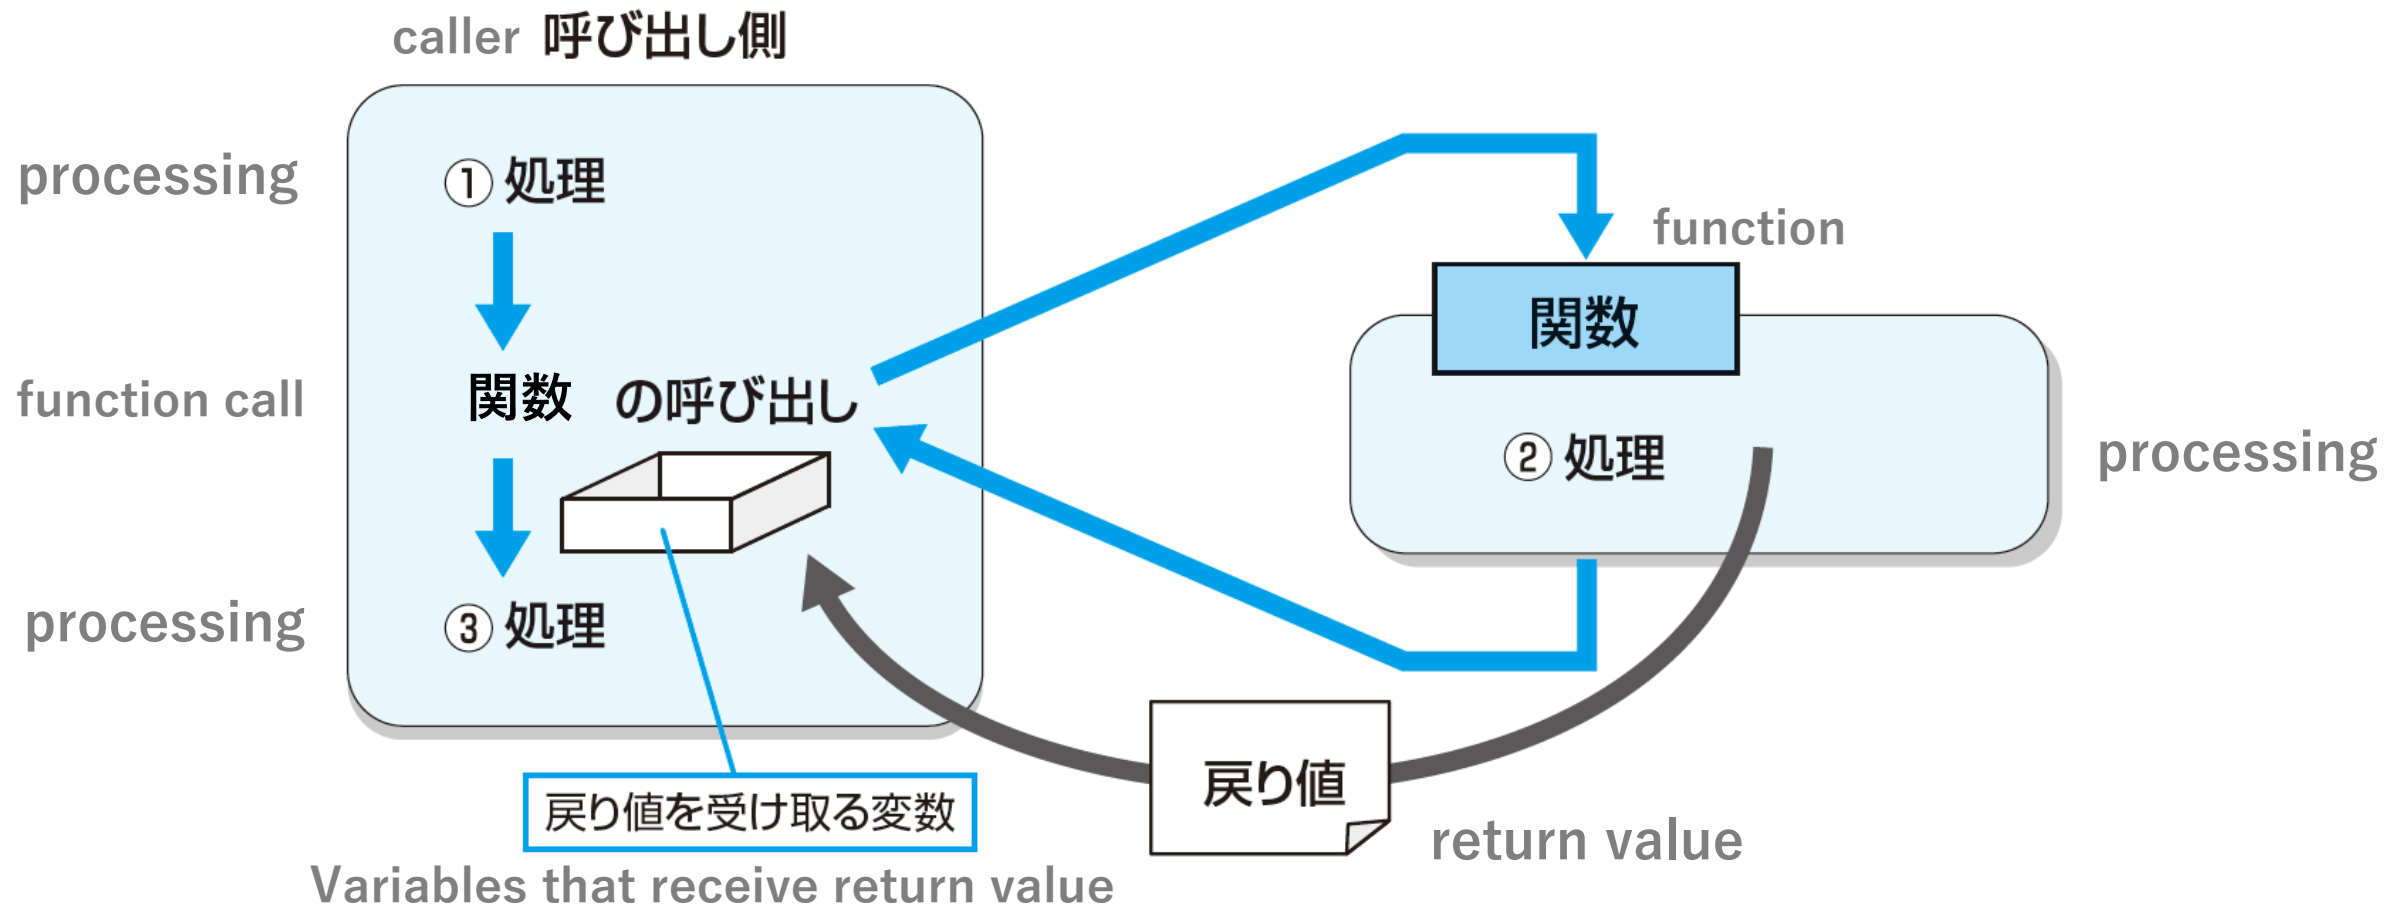 caller 呼び出し側
processing
① 処理
function
関数
function call
関数 の呼び出し
② 処理
processing
processing
③ 処理
戻り値
戻り値を受け取る変数
return value
Variables that receive return value